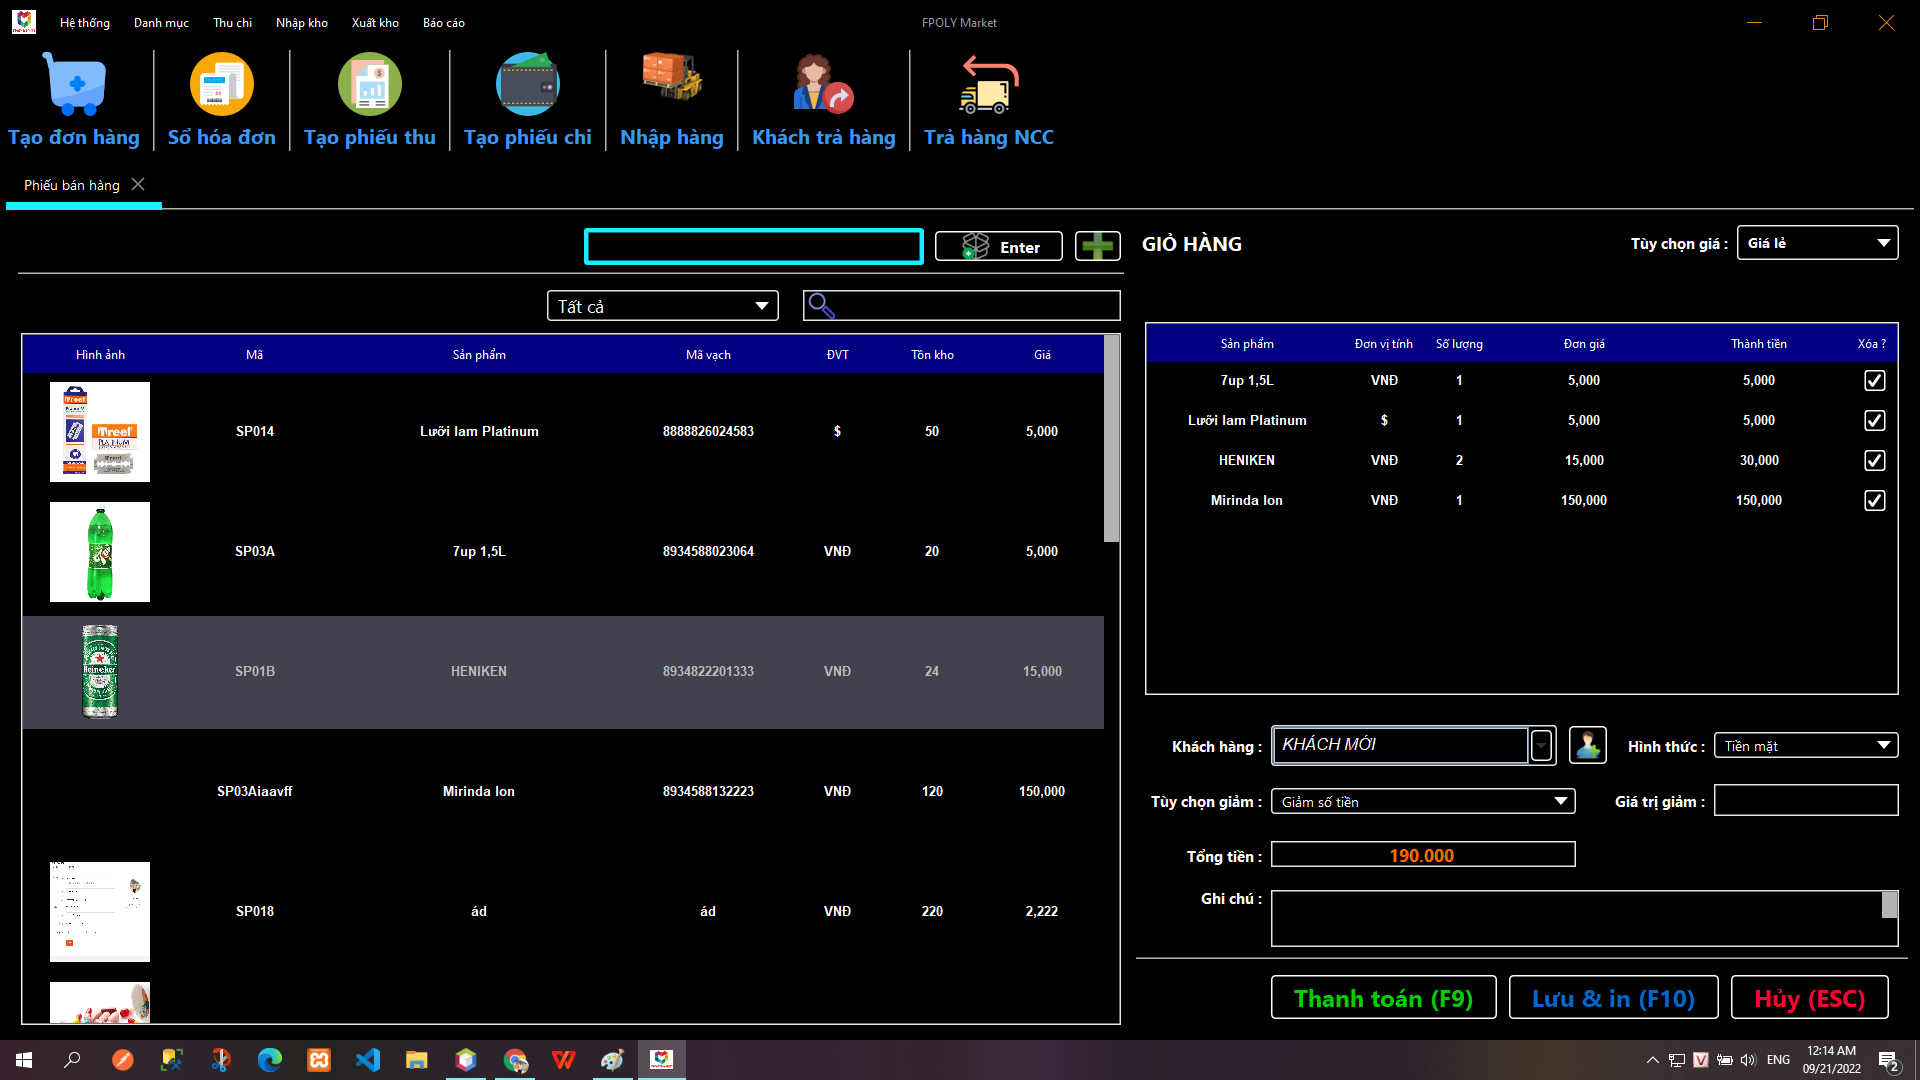 Hệ thống Danh mục Thu chi Nhập kho Xuất kho Báo cáo FPOLY Market
Tạo đơn hàng Sổ hóa đơn Tạo phiếu thu Tạo phiếu chi Nhập hàng Khách trả hàng Trả hàng NCC
Phiếu bán hàng
Enter
Tất cả
Hình ảnh Mã Sản phẩm Mã vạch ĐVT Tồn kho Giá
SP014 Lưỡi lam Platinum 8888826024583 $ 50 5,000
SP03A 7up 1,5L 8934588023064 VNĐ 20 5,000
Heineken
SP01B HENIKEN 8934822201333 VNĐ 24 15,000
SP03Aiaavff Mirinda lon 8934588132223 VNĐ 120 150,000
SP018 ád ád VNĐ 220 2,222
GIỎ HÀNG
Tùy chọn giá : Giá lẻ
Sản phẩm Đơn vị tính Số lượng Đơn giá Thành tiền Xóa ?
7up 1,5L VNĐ 1 5,000 5,000
Lưỡi lam Platinum $ 1 5,000 5,000
HENIKEN VNĐ 2 15,000 30,000
Mirinda lon VNĐ 1 150,000 150,000
Khách hàng : KHÁCH MỚI Hình thức : Tiền mặt
Tùy chọn giảm : Giảm số tiền Giá trị giảm :
Tổng tiền : 190.000
Ghi chú :
Thanh toán (F9) Lưu & in (F10) Hủy (ESC)
ENG
12:14 AM
09/21/2022
2